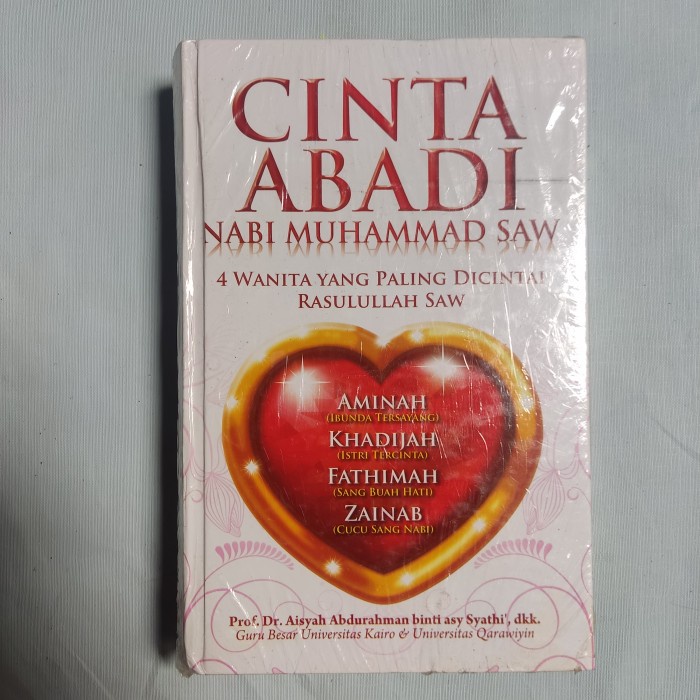 CINTA
ABADI
NABI MUHAMMAD SAW
4 WANITA YANG PALING DICINTAI
RASULULLAH SAW
AMINAH
(IBUNDA TERSAYANG)
KHADIJAH
(ISTRI TERCINTA)
FATHIMAH
(SANG BUAH HATI)
ZAINAB
(CUCU SANG NABI)
Prof. Dr. Aisyah Abdurahman binti asy Syathi', dkk.
Guru Besar Universitas Kairo & Universitas Qarawiyin